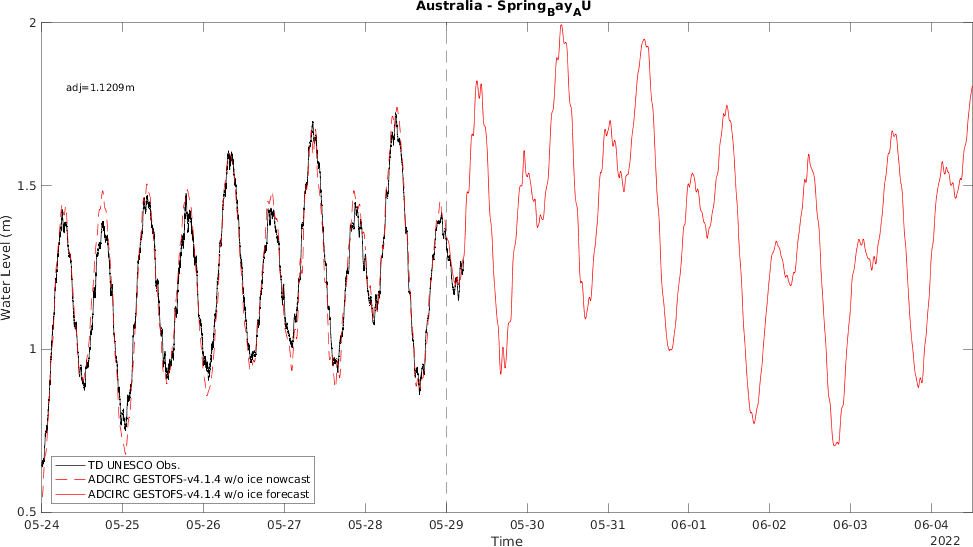 Australia - SpringBayAU
2
adj=1.1209m
1.5
Water Level (m)
1
TD UNESCO Obs.
ADCIRC GESTOFS-v4.1.4 w/o ice nowcast
ADCIRC GESTOFS-v4.1.4 w/o ice forecast
0.5
05-24 05-25 05-26 05-27 05-28 05-29 05-30 05-31 06-01 06-02 06-03 06-04
Time
2022